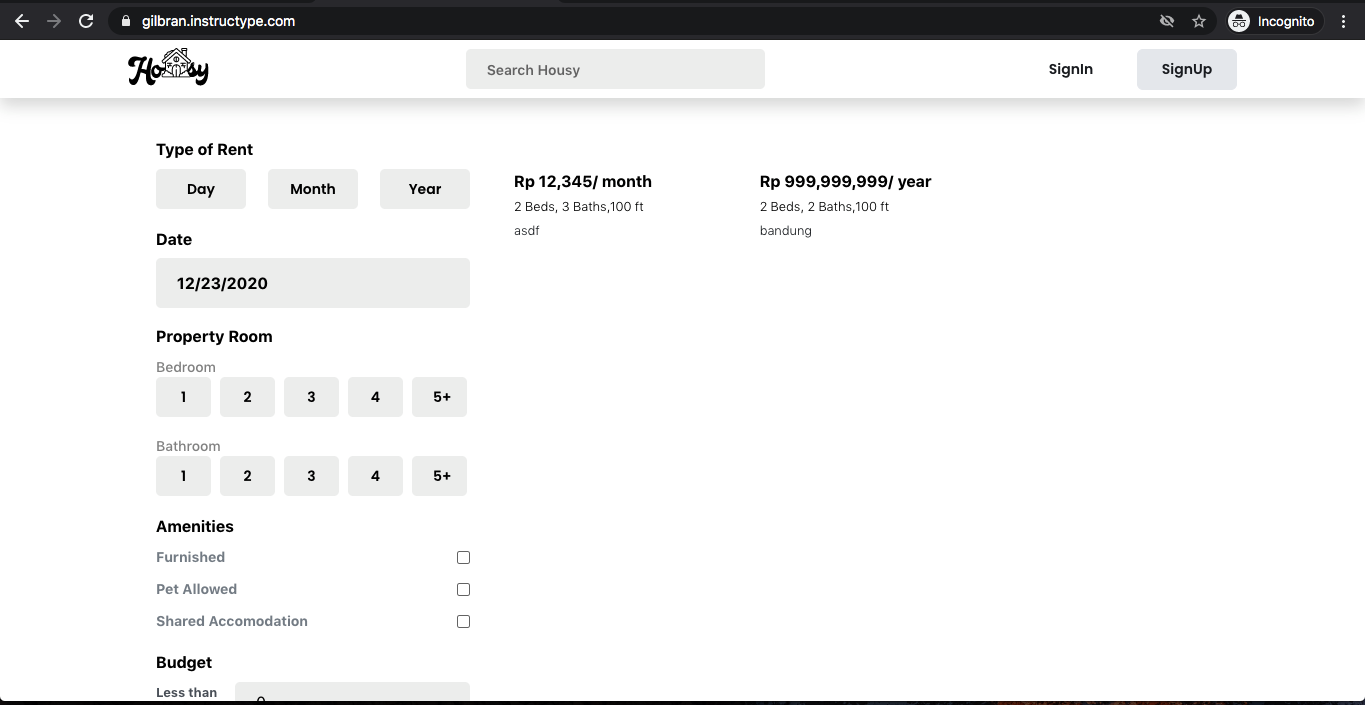 gilbran.instructype.com
Incognito
Housy
Search Housy
SignIn
SignUp
Type of Rent
Day Month Year
Date
12/23/2020
Property Room
Bedroom
1 2 3 4 5+
Bathroom
1 2 3 4 5+
Amenities
Furnished
Pet Allowed
Shared Accomodation
Budget
Less than
Rp 12,345/ month
2 Beds, 3 Baths,100 ft
asdf
Rp 999,999,999/ year
2 Beds, 2 Baths,100 ft
bandung